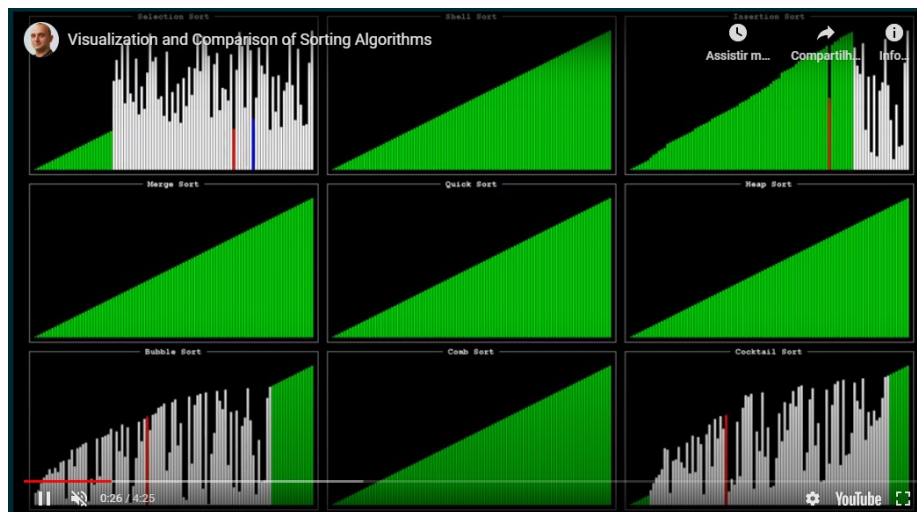 Selection Sort
Shell Sort
Insertion Sort
Visualization and Comparison of Sorting Algorithms
Assistir m...
Compartilh...
Info...
Merge Sort
Quick Sort
Heap Sort
Bubble Sort
Comb Sort
Cocktail Sort
0:26 / 4:25
YouTube